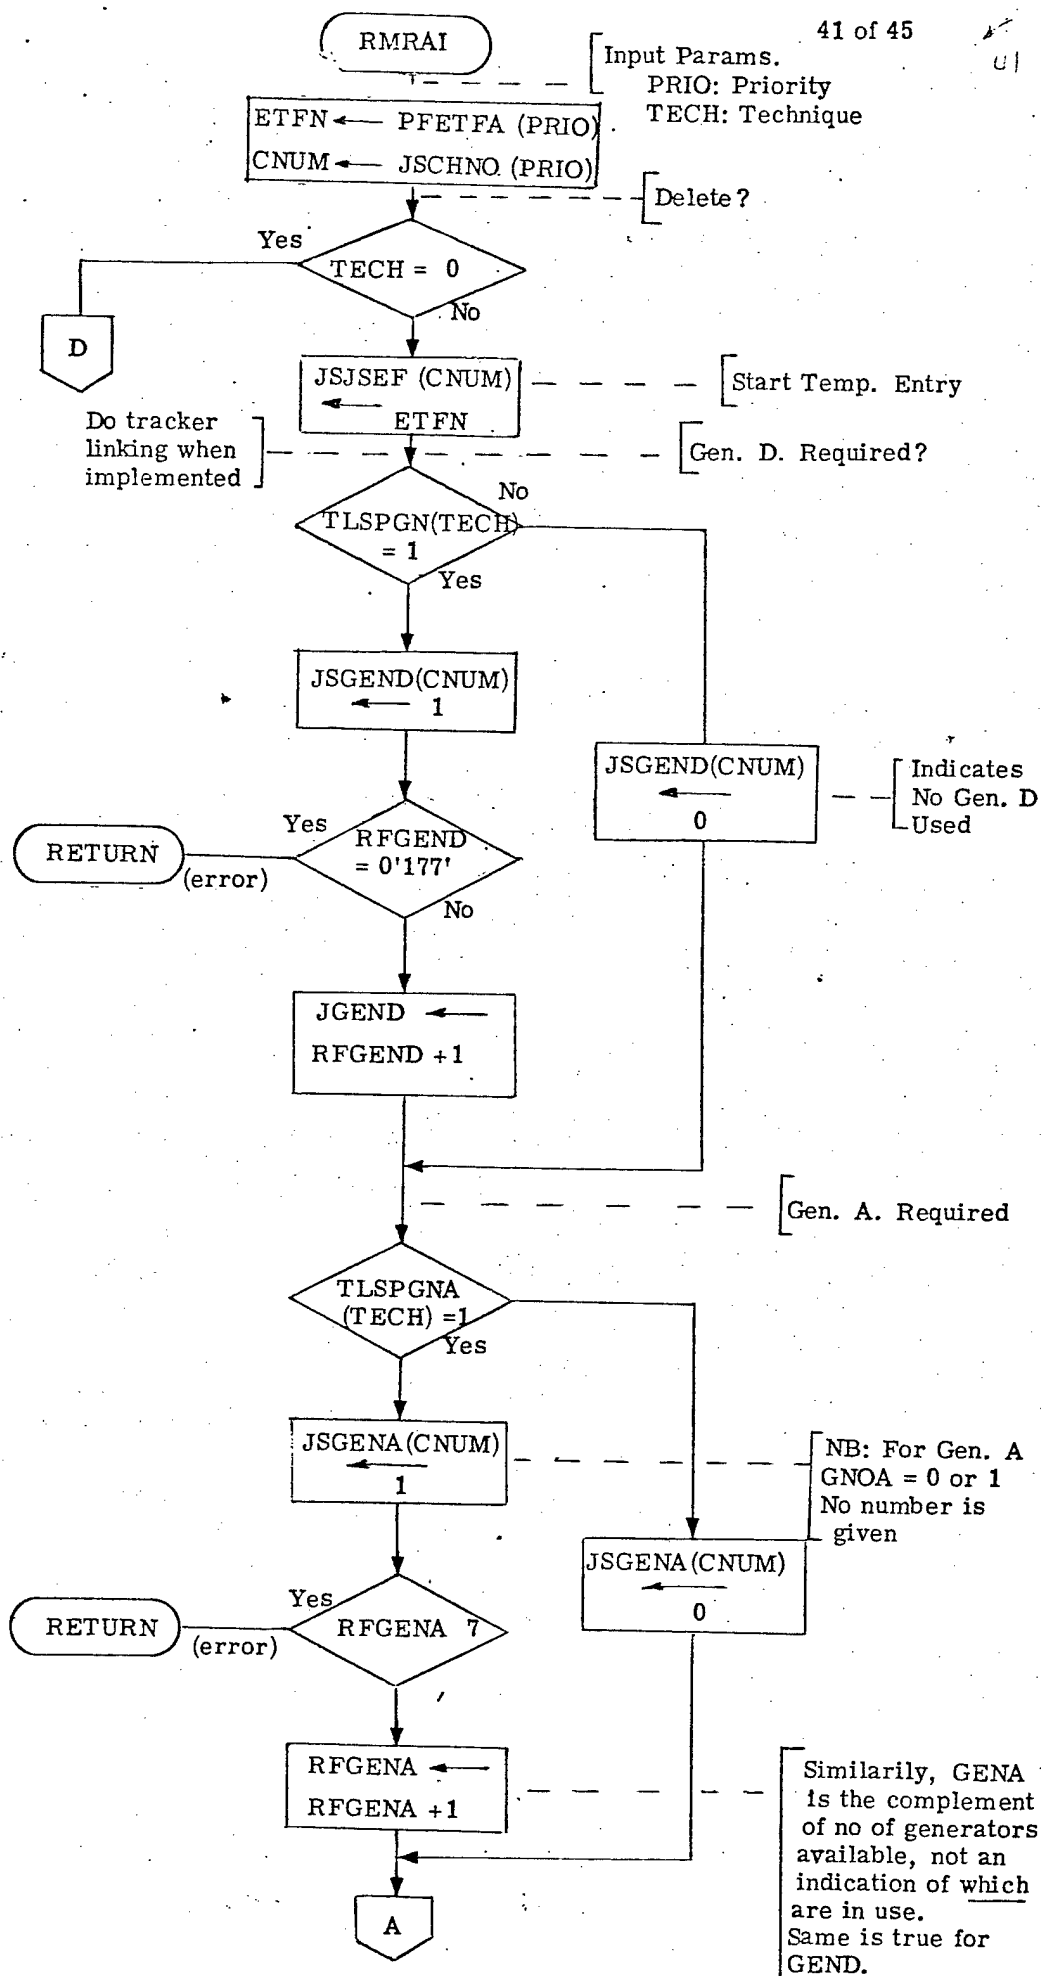 41 of 45
RMRAI
Input Params.
PRIO: Priority
TECH: Technique
ETFN ← PFETFA (PRIO)
CNUM ← JSCHNO (PRIO)
Delete?
Yes
TECH = 0
No
D
JSJSEF (CNUM)
← ETFN
Start Temp. Entry
Do tracker
linking when
implemented
Gen. D. Required?
No
TLSPGN(TECH)
= 1
Yes
JSGEND(CNUM)
← 1
JSGEND(CNUM)
←
0
Indicates
No Gen. D
Used
Yes
RFGEND
= 0'177'
RETURN
(error)
No
JGEND ←
RFGEND +1
Gen. A. Required
TLSPGNA
(TECH) =1
Yes
JSGENA(CNUM)
←
1
NB: For Gen. A
GNOA = 0 or 1
No number is
given
JSGENA(CNUM)
←
0
Yes
RETURN
(error)
RFGENA 7
RFGENA ←
RFGENA +1
Similarily, GENA
is the complement
of no of generators
available, not an
indication of which
are in use.
Same is true for
GEND.
A